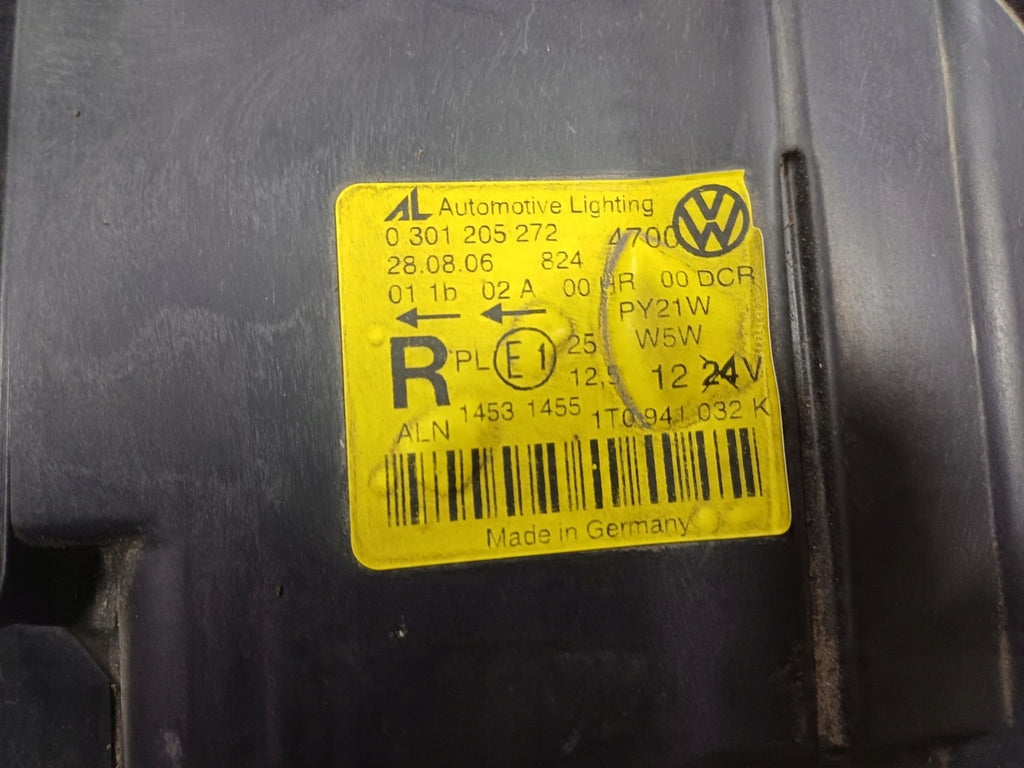 AL Automotive Lighting
0 301 205 272 4700
28.08.06 824
01 1b 02 A 00 HR 00 DCR
PY21W
R PL E1 25 W5W
12,5 12 24V
1453 1455 1T0 941 032 K
ALN
Made in Germany